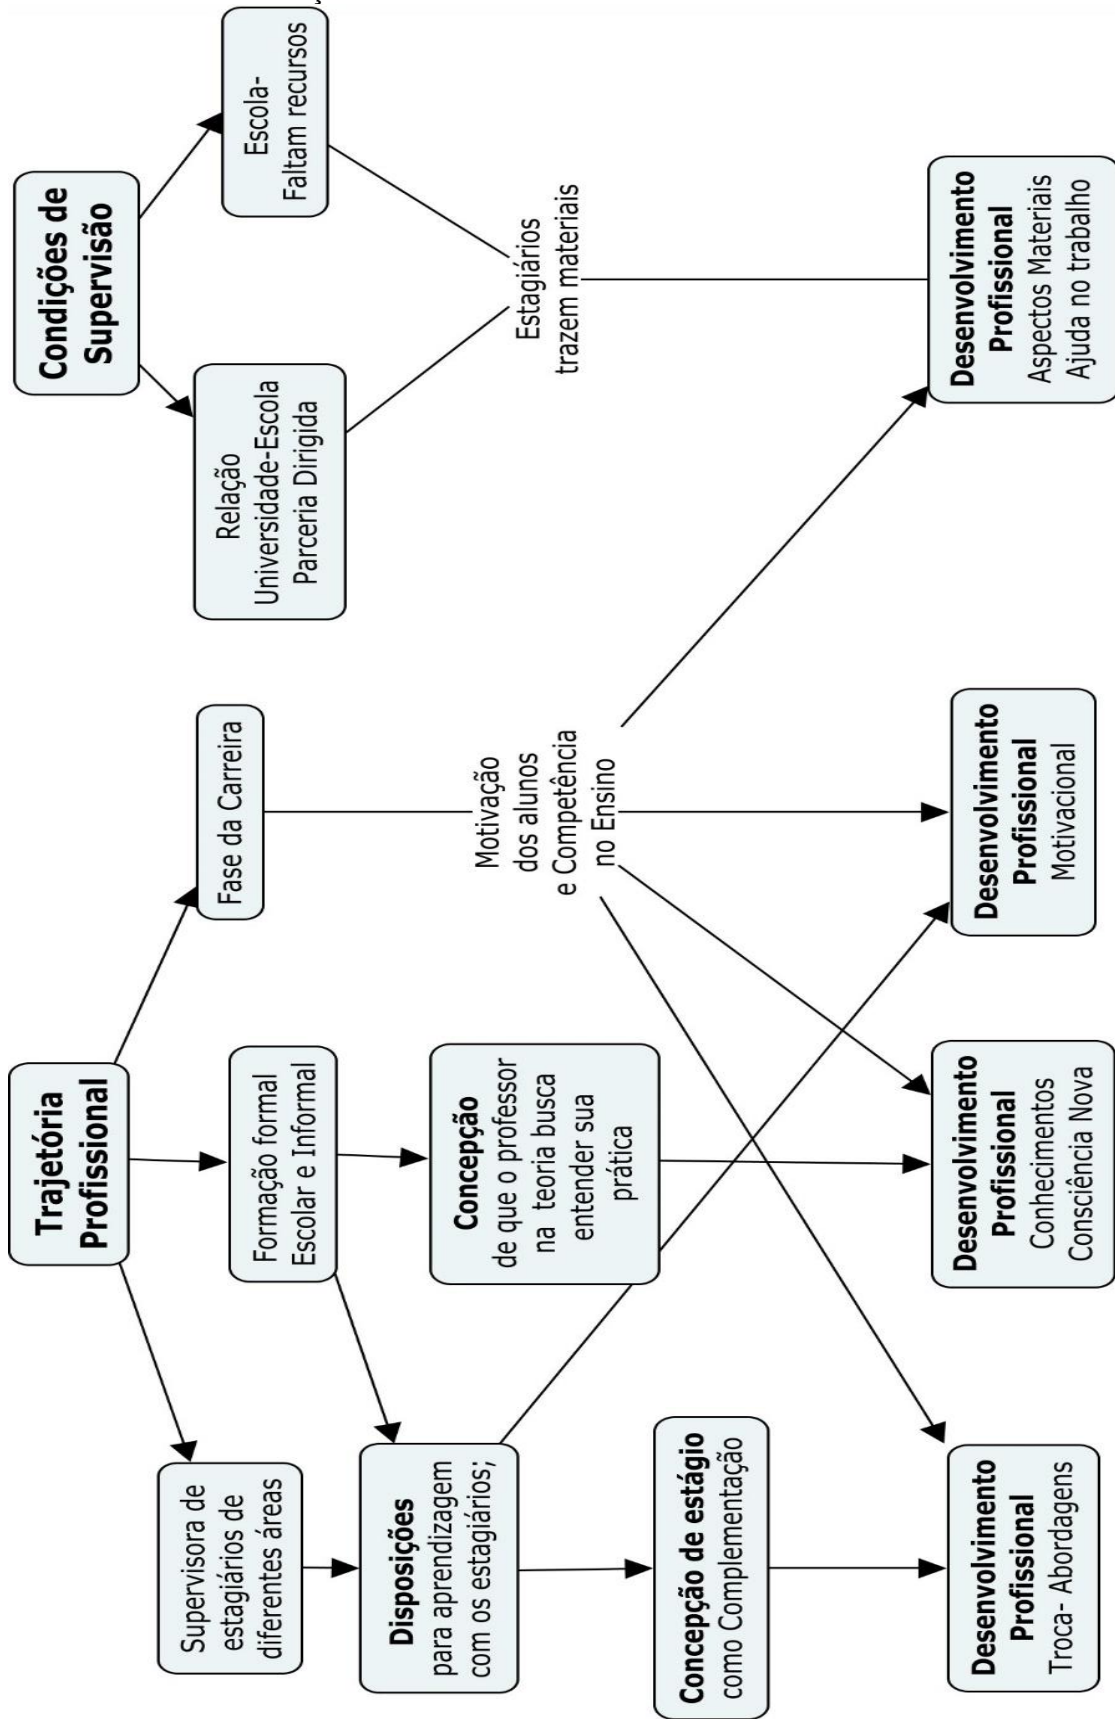 Trajetória
Profissional
Condições de
Supervisão
Supervisora de
estagiários de
diferentes áreas
Formação formal
Escolar e Informal
Fase da Carreira
Relação
Universidade-Escola
Parceria Dirigida
Escola-
Faltam recursos
Disposições
para aprendizagem
com os estagiários;
Concepção
de que o professor
na teoria busca
entender sua
prática
Motivação
dos alunos
e Competência
no Ensino
Estagiários
trazem materiais
Concepção de estágio
como Complementação
Desenvolvimento
Profissional
Troca- Abordagens
Desenvolvimento
Profissional
Conhecimentos
Consciência Nova
Desenvolvimento
Profissional
Motivacional
Desenvolvimento
Profissional
Aspectos Materiais
Ajuda no trabalho